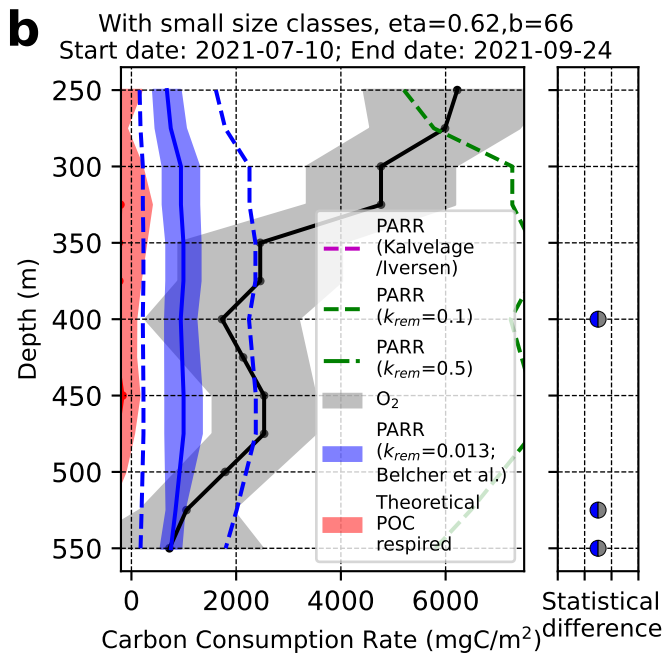 b
With small size classes, eta=0.62,b=66
Start date: 2021-07-10; End date: 2021-09-24
250
300
350
400
450
500
550
Depth (m)
PARR
(Kalvelage
/Iversen)
PARR
(k_rem=0.1)
PARR
(k_rem=0.5)
O₂
PARR
(k_rem=0.013;
Belcher et al.)
Theoretical
POC
respired
0 2000 4000 6000
Carbon Consumption Rate (mgC/m²)
Statistical
difference